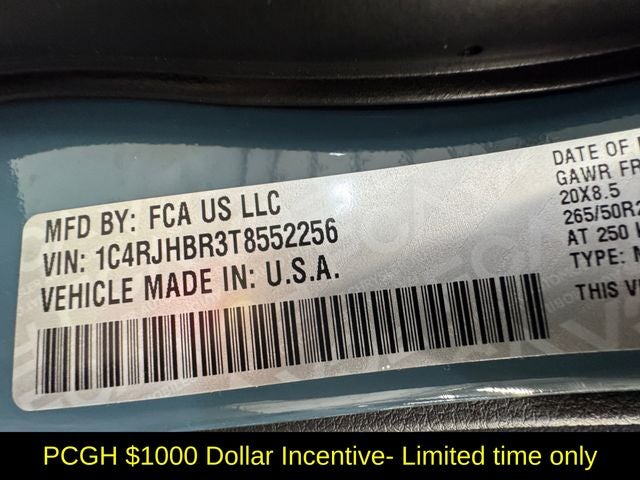 MFD BY: FCA US LLC
VIN: 1C4RJHBR3T8552256
VEHICLE MADE IN: U.S.A.
DATE OF
GAWR FR
20X8.5
265/50R2
AT 250
TYPE:
THIS
PCGH $1000 Dollar Incentive- Limited time only